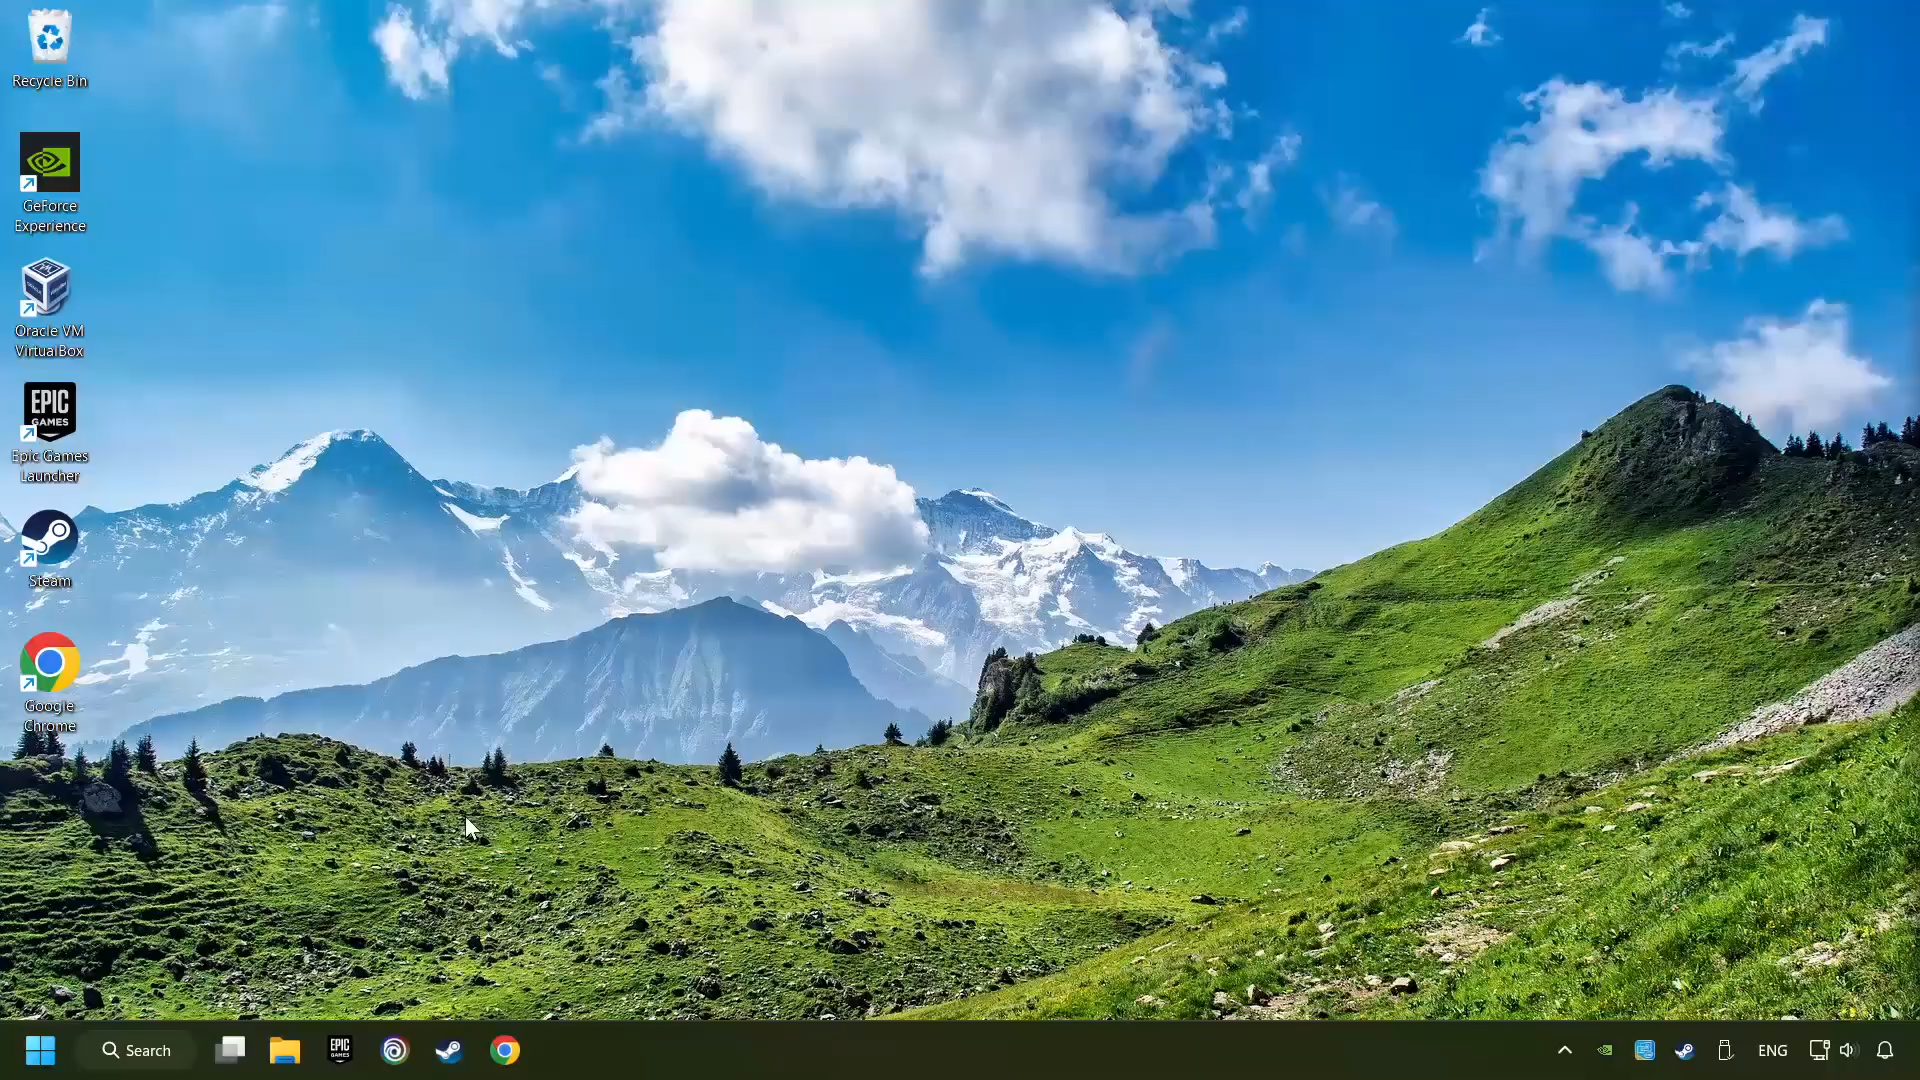 Recycle Bin
GeForce
Experience
Oracle VM
VirtualBox
EPIC
GAMES
Epic Games
Launcher
Steam
Google
Chrome
Search
EPIC
GAMES
ENG